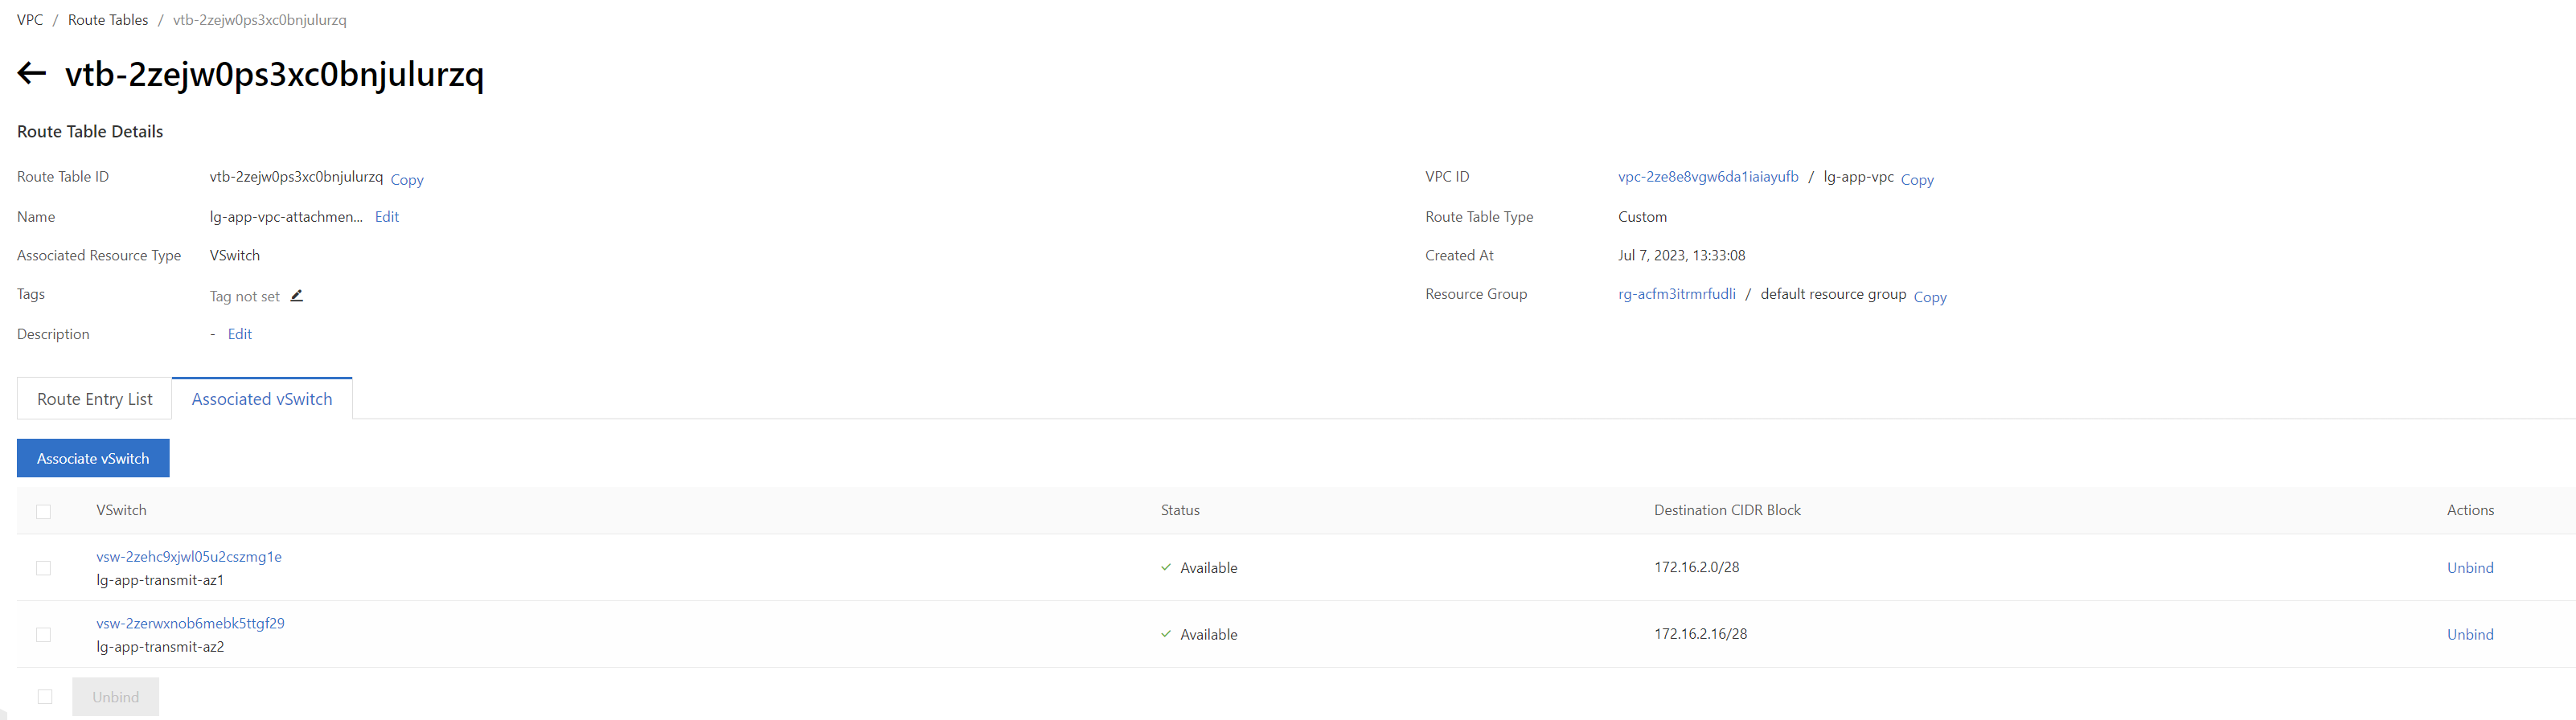 VPC / Route Tables / vtb-2zejw0ps3xc0bnjulurzq
vtb-2zejw0ps3xc0bnjulurzq
Route Table Details
Route Table ID vtb-2zejw0ps3xc0bnjulurzq Copy VPC ID vpc-2ze8e8vgw6da1iaiayufb / lg-app-vpc Copy
Name lg-app-vpc-attachmen... Edit Route Table Type Custom
Associated Resource Type VSwitch Created At Jul 7, 2023, 13:33:08
Tags Tag not set Resource Group rg-acfm3itrmrfudli / default resource group Copy
Description - Edit
Route Entry List Associated vSwitch
Associate vSwitch
VSwitch Status Destination CIDR Block Actions
vsw-2zehc9xjwl05u2cszmg1e
lg-app-transmit-az1 Available 172.16.2.0/28 Unbind
vsw-2zerwxnob6mebk5ttgf29
lg-app-transmit-az2 Available 172.16.2.16/28 Unbind
Unbind